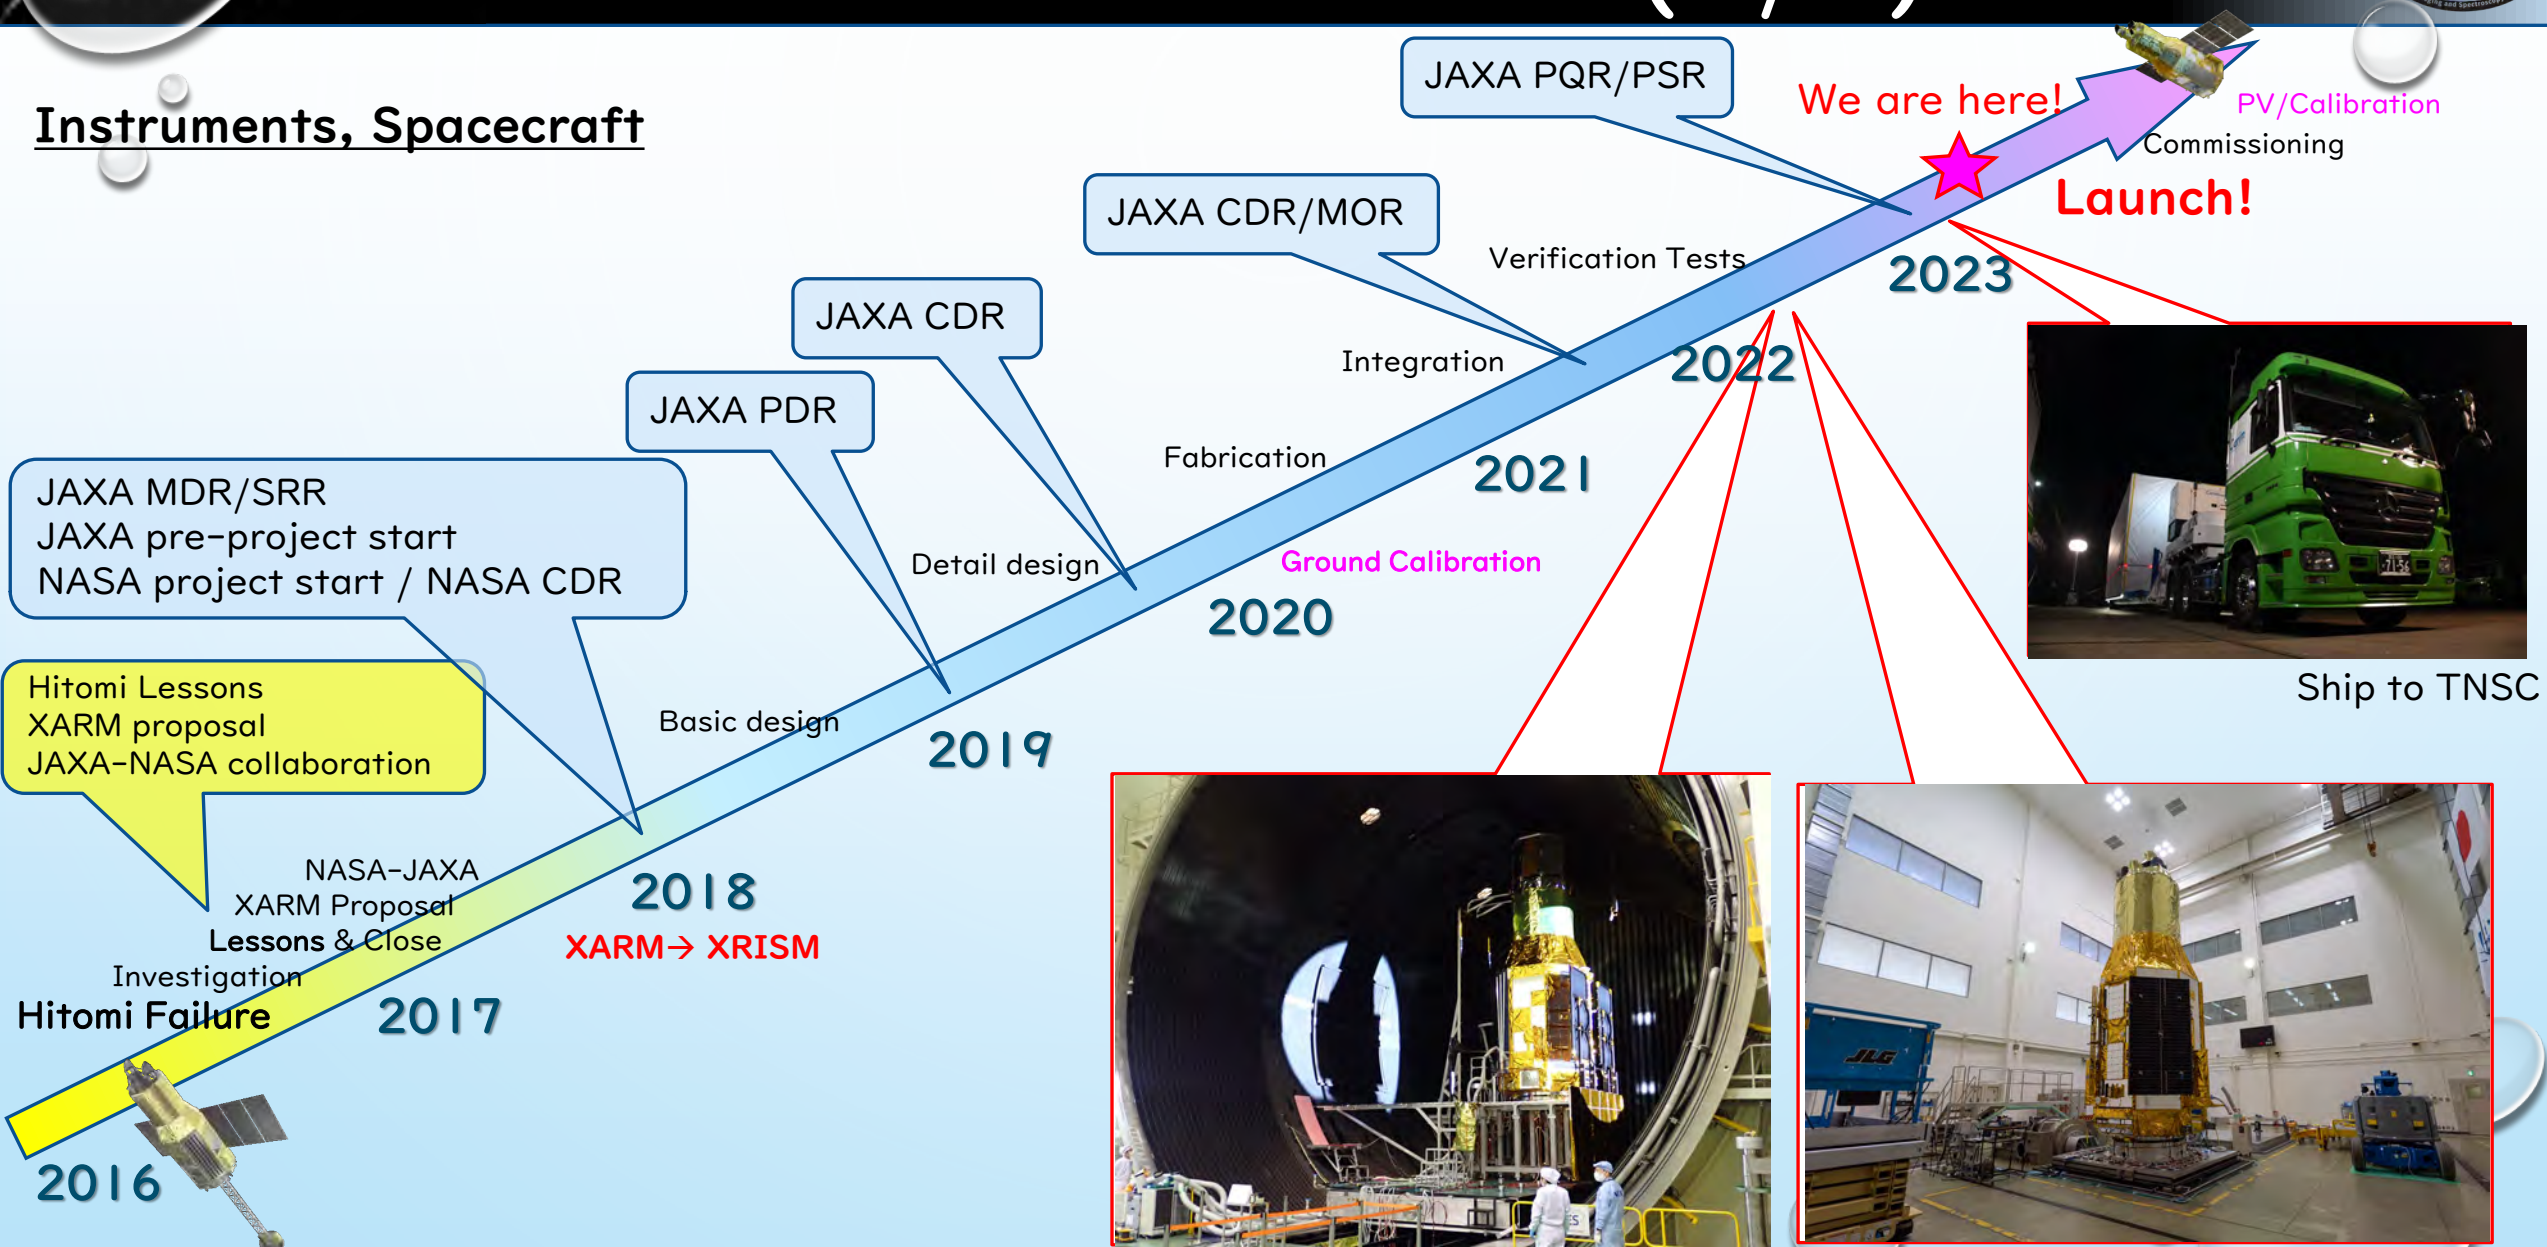 Instruments, Spacecraft
JAXA PQR/PSR
We are here!
PV/Calibration
Commissioning
Launch!
JAXA CDR/MOR
Verification Tests
2023
JAXA CDR
Integration
2022
JAXA PDR
Fabrication
2021
JAXA MDR/SRR
JAXA pre-project start
NASA project start / NASA CDR
Detail design
Ground Calibration
2020
71-56
Ship to TNSC
Hitomi Lessons
XARM proposal
JAXA-NASA collaboration
Basic design
2019
NASA-JAXA
XARM Proposal
Lessons & Close
Investigation
Hitomi Failure
2018
XARM→ XRISM
2017
2016
JLG